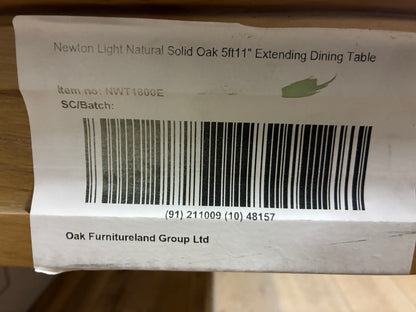 Newton Light Natural Solid Oak 5ft11" Extending Dining Table
Item no: NWT1800E
SC/Batch:
(91) 211009 (10) 48157
Oak Furnitureland Group Ltd